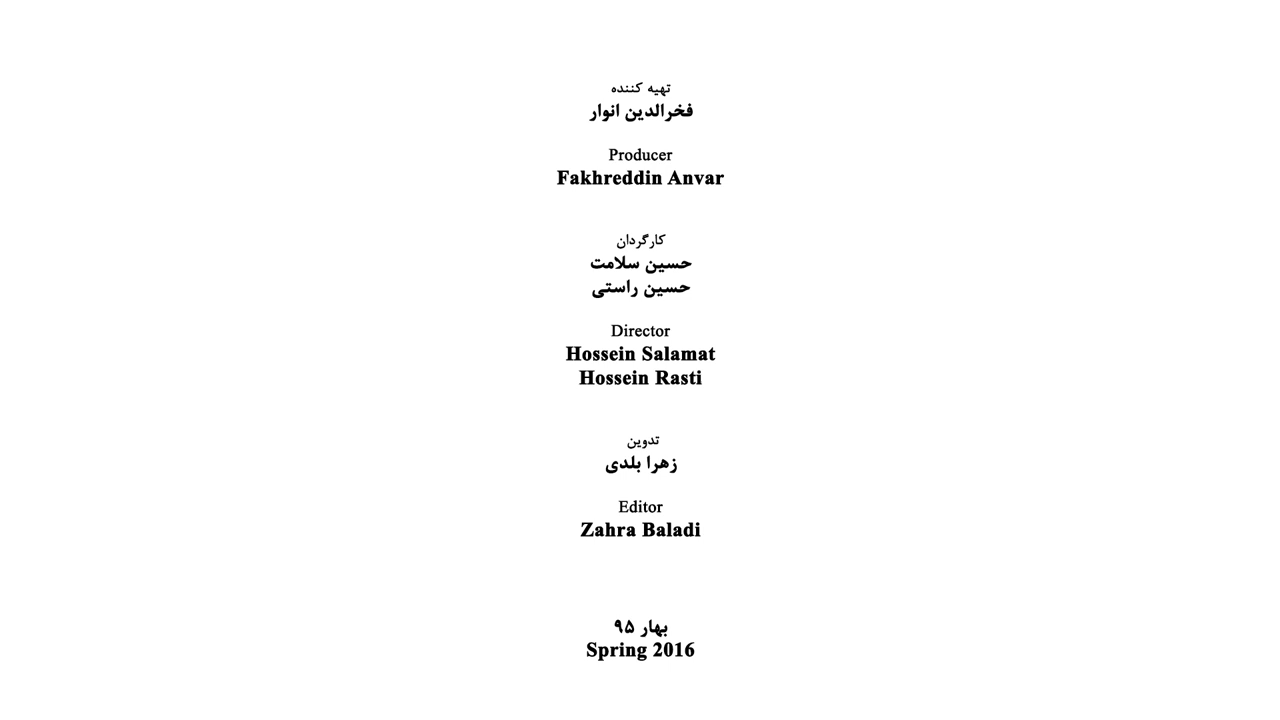 تهیه کننده
فخرالدین انوار
Producer
Fakhreddin Anvar
کارگردان
حسین سلامت
حسین راستی
Director
Hossein Salamat
Hossein Rasti
تدوین
زهرا بلدی
Editor
Zahra Baladi
بهار ۹۵
Spring 2016